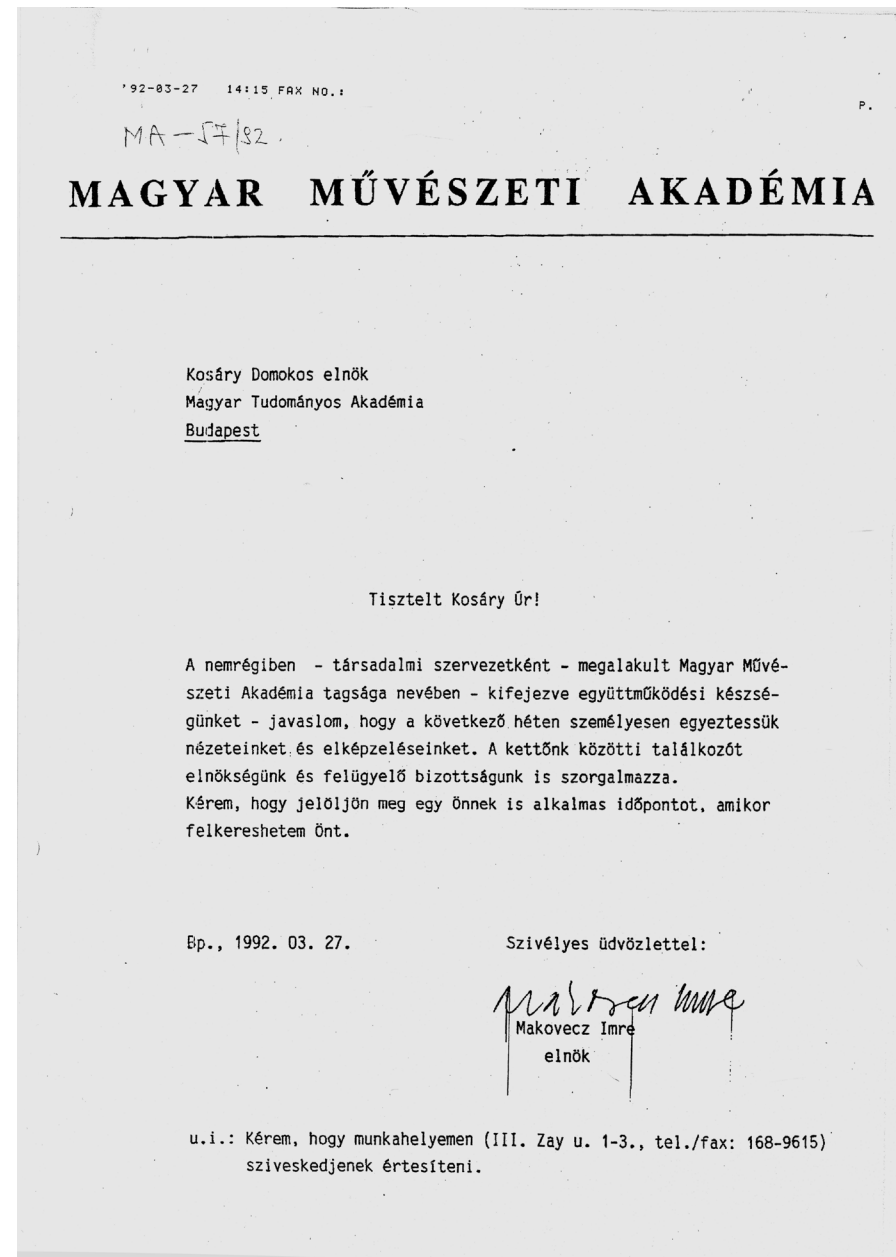 '92-03-27 14:15 FAX NO.:
P.
MA-57/92.
MAGYAR MŰVÉSZETI AKADÉMIA
Kosáry Domokos elnök
Magyar Tudományos Akadémia
Budapest
Tisztelt Kosáry Úr!
A nemrégiben - társadalmi szervezetként - megalakult Magyar Művé-
szeti Akadémia tagsága nevében - kifejezve együttműködési készsé-
günket - javaslom, hogy a következő héten személyesen egyeztessük
nézeteinket és elképzeléseinket. A kettőnk közötti találkozót
elnökségünk és felügyelő bizottságunk is szorgalmazza.
Kérem, hogy jelöljön meg egy Önnek is alkalmas időpontot, amikor
felkereshetem Önt.
Bp., 1992. 03. 27. Szivélyes üdvözlettel:
Makovecz Imre
Makovecz Imre
elnök
u.i.: Kérem, hogy munkahelyemen (III. Zay u. 1-3., tel./fax: 168-9615)
sziveskedjenek értesíteni.